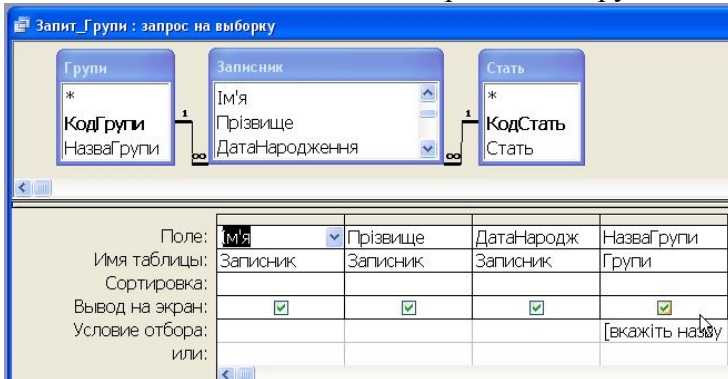 Запит_Групи : запрос на выборку
Групи
*
КодГрупи
НазваГрупи
1
∞
Записник
Ім'я
Прізвище
ДатаНародження
1
∞
Стать
*
КодСтать
Стать
Поле: Ім'я Прізвище ДатаНародж НазваГрупи
Имя таблицы: Записник Записник Записник Групи
Сортировка:
Вывод на экран:
Условие отбора: [вкажіть назву
или: